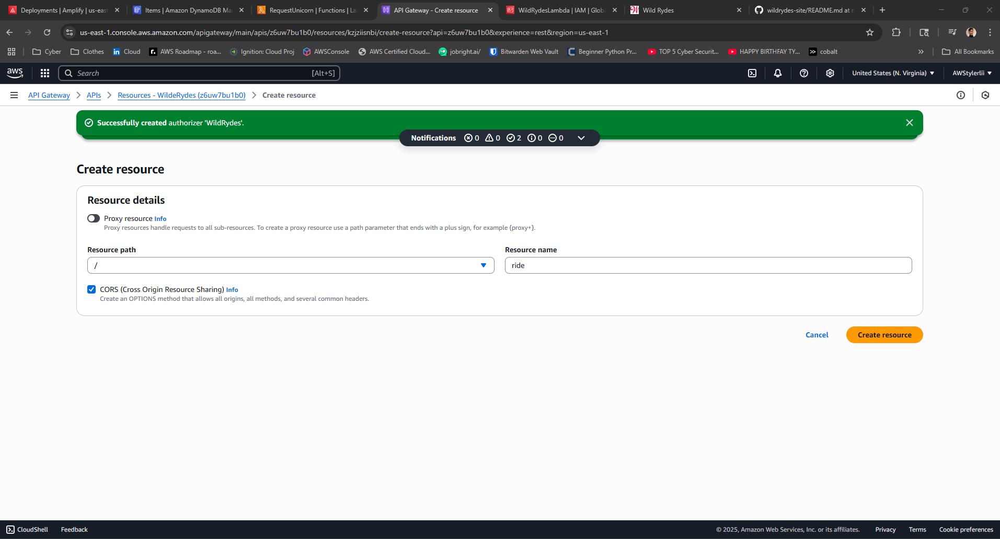 Deployments | Amplify | us-east
Items | Amazon DynamoDB Ma
RequestUnicorn | Functions | La
API Gateway - Create resource
WildRydesLambda | IAM | Globa
Wild Rydes
wildrydes-site/README.md at m
us-east-1.console.aws.amazon.com/apigateway/main/apis/z6uw7bu1b0/resources/kzjziisnbi/create-resource?api=z6uw7bu1b0&experience=rest&region=us-east-1
Cyber
Clothes
Cloud
AWS Roadmap - roa...
Ignition: Cloud Proj
AWSConsole
AWS Certified Cloud...
jobright.ai/
Bitwarden Web Vault
Beginner Python Pr...
TOP 5 Cyber Securit...
HAPPY BIRTHFAY TY...
cobalt
All Bookmarks
aws
Search
[Alt+S]
United States (N. Virginia)
AWStylerlii
API Gateway
APIs
Resources - WildeRydes (z6uw7bu1b0)
Create resource
Successfully created authorizer 'WildRydes'.
Notifications 0 0 2 0 0
Create resource
Resource details
Proxy resource Info
Proxy resources handle requests to all sub-resources. To create a proxy resource use a path parameter that ends with a plus sign, for example {proxy+}.
Resource path
/
Resource name
ride
CORS (Cross Origin Resource Sharing) Info
Create an OPTIONS method that allows all origins, all methods, and several common headers.
Cancel
Create resource
CloudShell
Feedback
© 2025, Amazon Web Services, Inc. or its affiliates.
Privacy
Terms
Cookie preferences